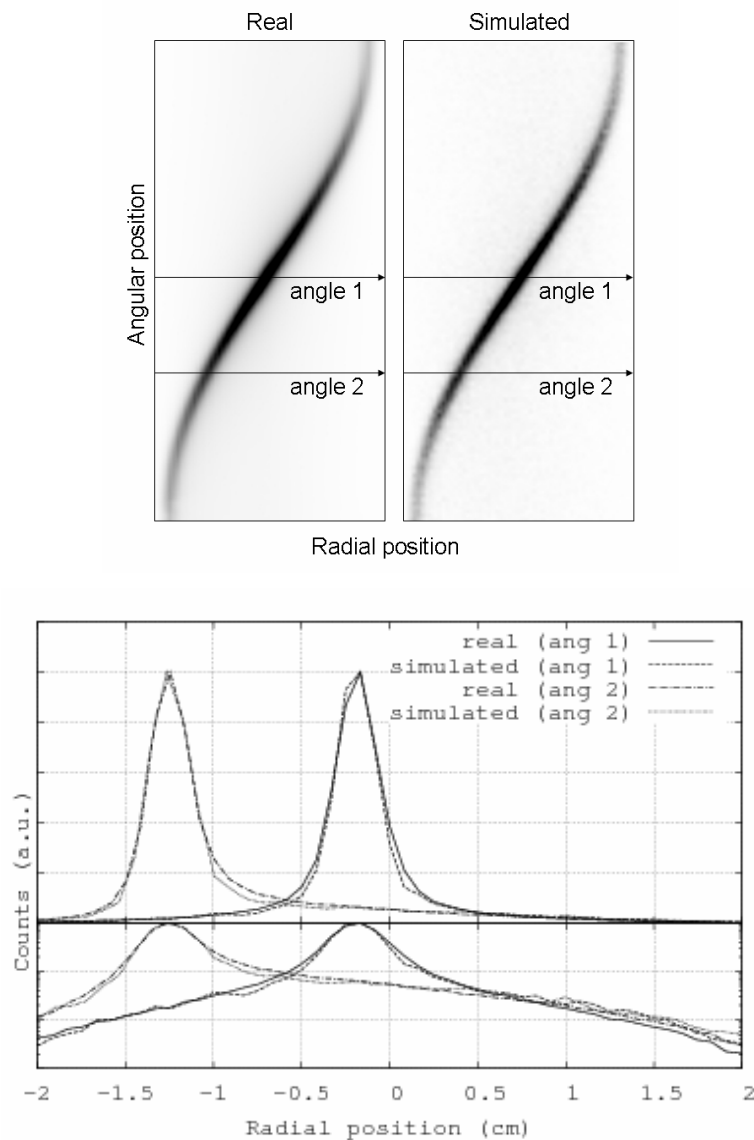 Real Simulated
Angular position
angle 1 angle 1
angle 2 angle 2
Radial position
real (ang 1)
simulated (ang 1)
real (ang 2)
simulated (ang 2)
Counts (a.u.)
-2 -1.5 -1 -0.5 0 0.5 1 1.5 2
Radial position (cm)